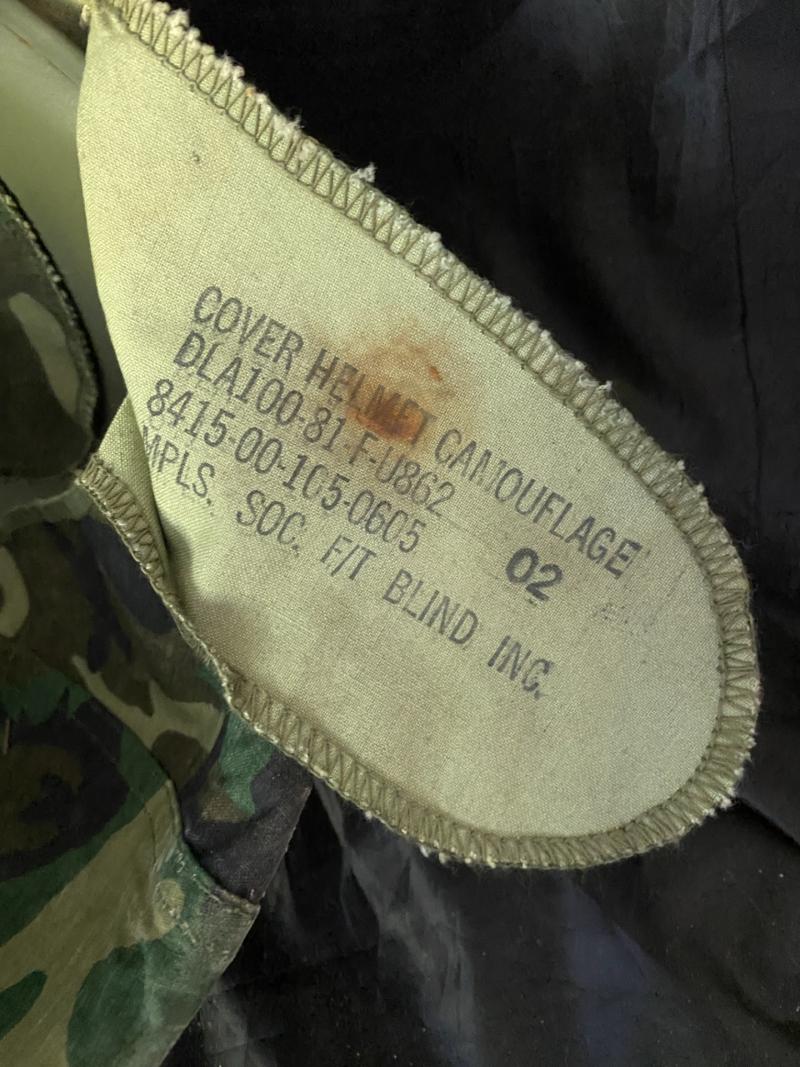 COVER HELMET CAMOUFLAGE
DLA100-81-F-U862
8415-00-105-0605
02
MPLS. SOC. F/T BLIND INC.